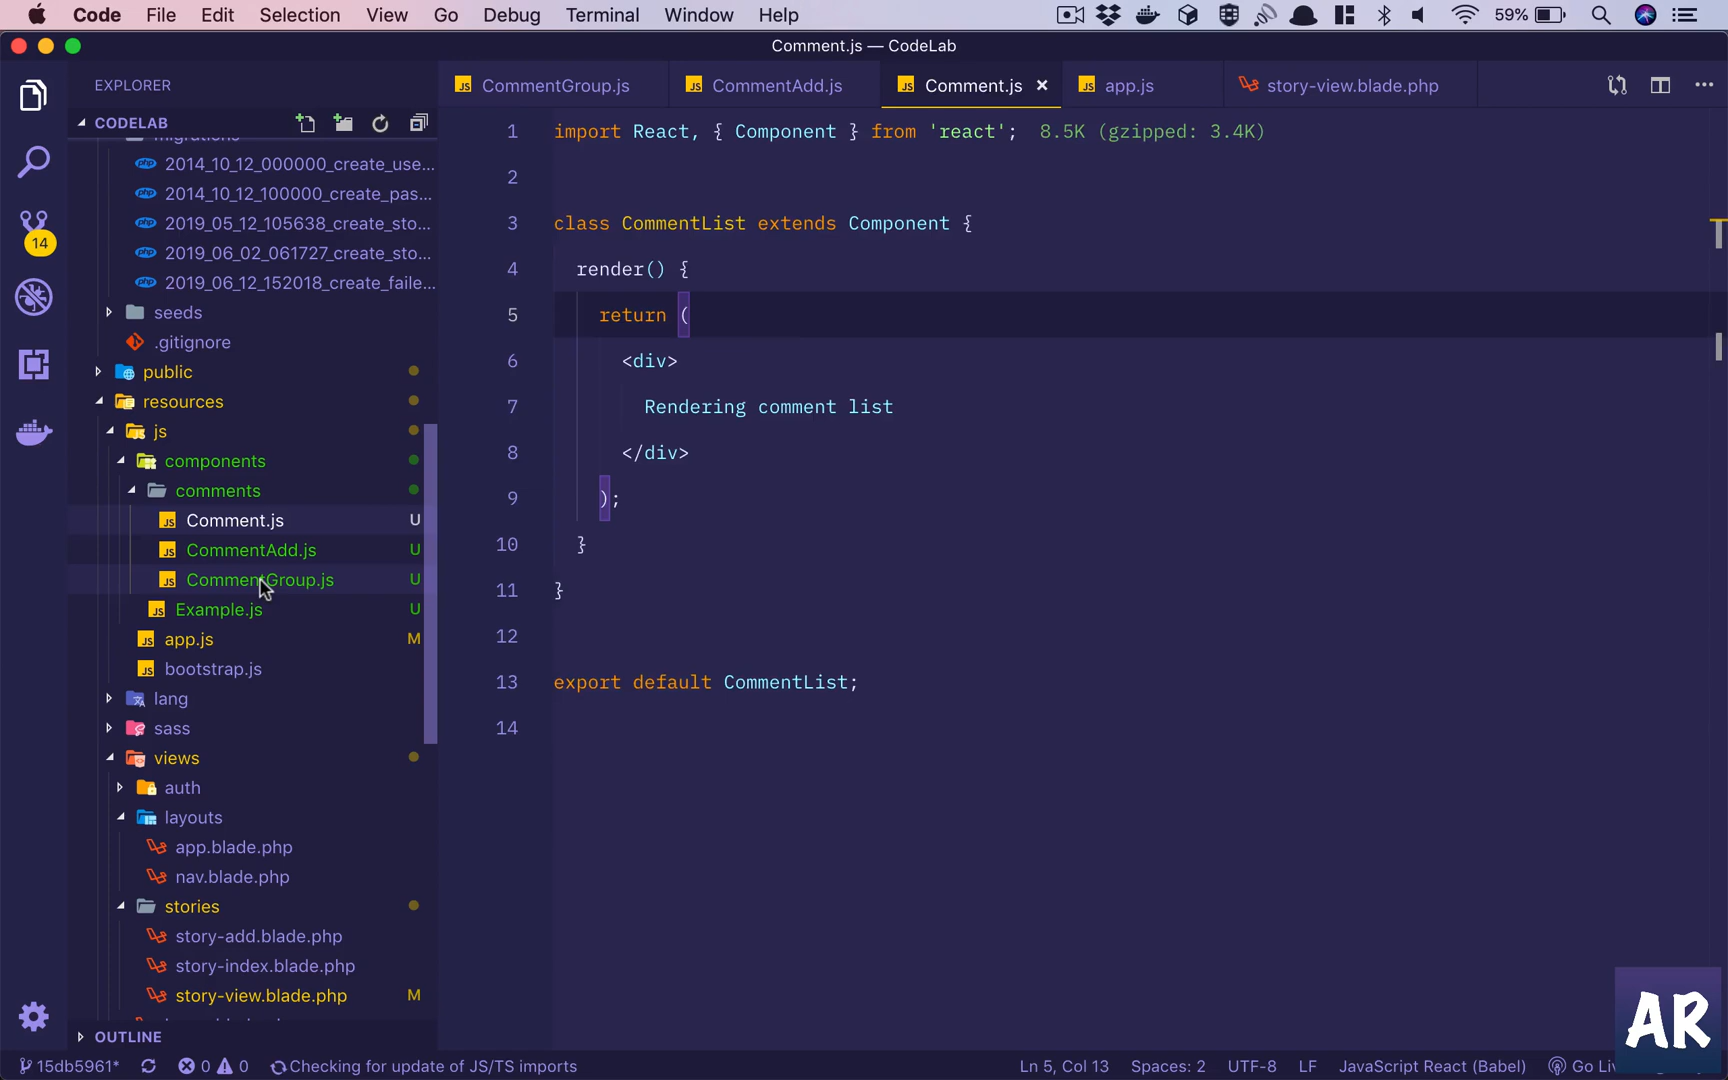 Code File Edit Selection View Go Debug Terminal Window Help 59%
Comment.js — CodeLab
EXPLORER
CommentGroup.js CommentAdd.js Comment.js × app.js story-view.blade.php
CODELAB
migrations
2014_10_12_000000_create_use...
2014_10_12_100000_create_pas...
2019_05_12_105638_create_sto...
2019_06_02_061727_create_sto...
2019_06_12_152018_create_faile...
seeds
.gitignore
public
resources
js
components
comments
Comment.js U
CommentAdd.js U
CommentGroup.js U
Example.js U
app.js M
bootstrap.js
lang
sass
views
auth
layouts
app.blade.php
nav.blade.php
stories
story-add.blade.php
story-index.blade.php
story-view.blade.php M
OUTLINE
14
1 import React, { Component } from 'react'; 8.5K (gzipped: 3.4K)
2
3 class CommentList extends Component {
4 render() {
5 return (
6 <div>
7 Rendering comment list
8 </div>
9 );
10 }
11 }
12
13 export default CommentList;
14
AR
15db5961* 0 0 Checking for update of JS/TS imports Ln 5, Col 13 Spaces: 2 UTF-8 LF JavaScript React (Babel) Go Li